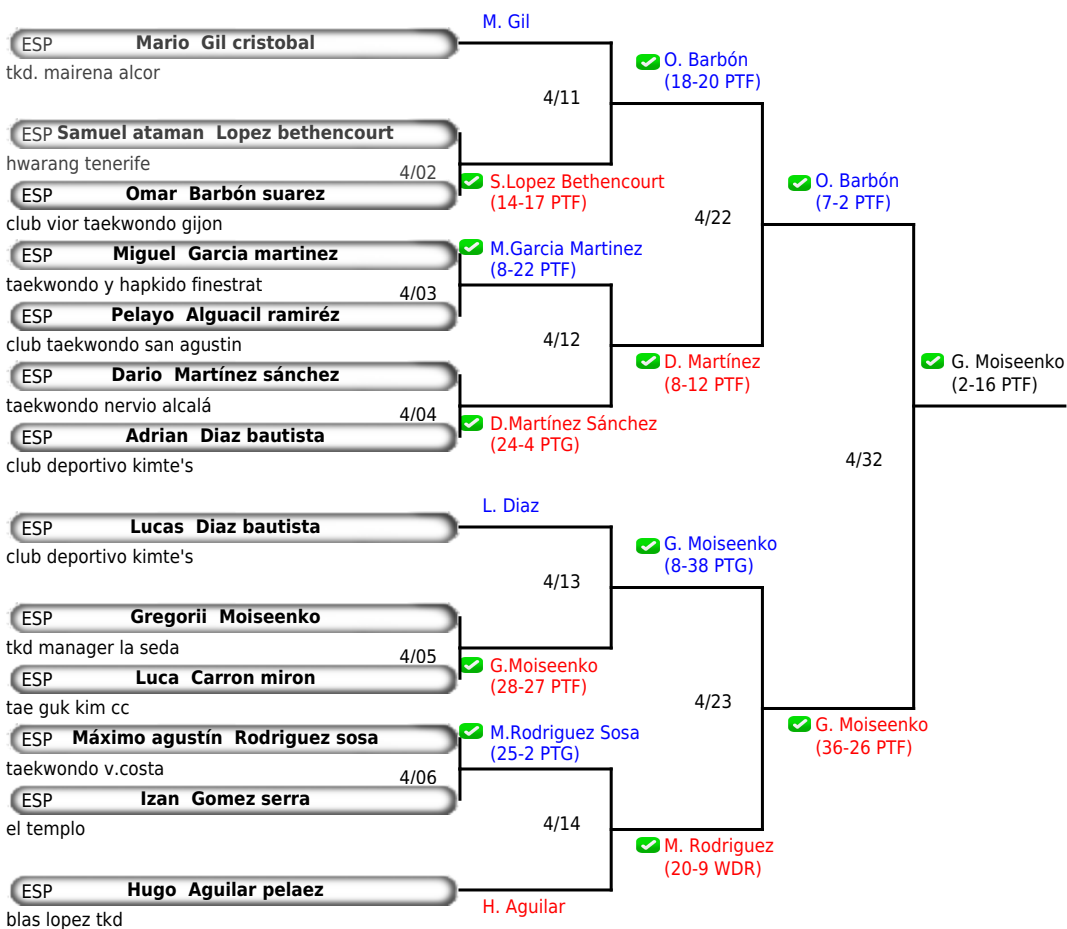 M. Gil
ESP Mario Gil cristobal
tkd. mairena alcor
O. Barbón
(18-20 PTF)
4/11
ESP Samuel ataman Lopez bethencourt
hwarang tenerife
4/02
S.Lopez Bethencourt
(14-17 PTF)
O. Barbón
(7-2 PTF)
ESP Omar Barbón suarez
club vior taekwondo gijon
4/22
ESP Miguel Garcia martinez
M.Garcia Martinez
(8-22 PTF)
taekwondo y hapkido finestrat
4/03
ESP Pelayo Alguacil ramiréz
club taekwondo san agustin
4/12
D. Martínez
(8-12 PTF)
G. Moiseenko
(2-16 PTF)
ESP Dario Martínez sánchez
taekwondo nervio alcalá
4/04
D.Martínez Sánchez
(24-4 PTG)
ESP Adrian Diaz bautista
club deportivo kimte's
4/32
L. Diaz
ESP Lucas Diaz bautista
club deportivo kimte's
G. Moiseenko
(8-38 PTG)
4/13
ESP Gregorii Moiseenko
tkd manager la seda
4/05
G.Moiseenko
(28-27 PTF)
ESP Luca Carron miron
tae guk kim cc
4/23
G. Moiseenko
(36-26 PTF)
ESP Máximo agustín Rodriguez sosa
M.Rodriguez Sosa
(25-2 PTG)
taekwondo v.costa
4/06
ESP Izan Gomez serra
el templo
4/14
M. Rodriguez
(20-9 WDR)
ESP Hugo Aguilar pelaez
H. Aguilar
blas lopez tkd